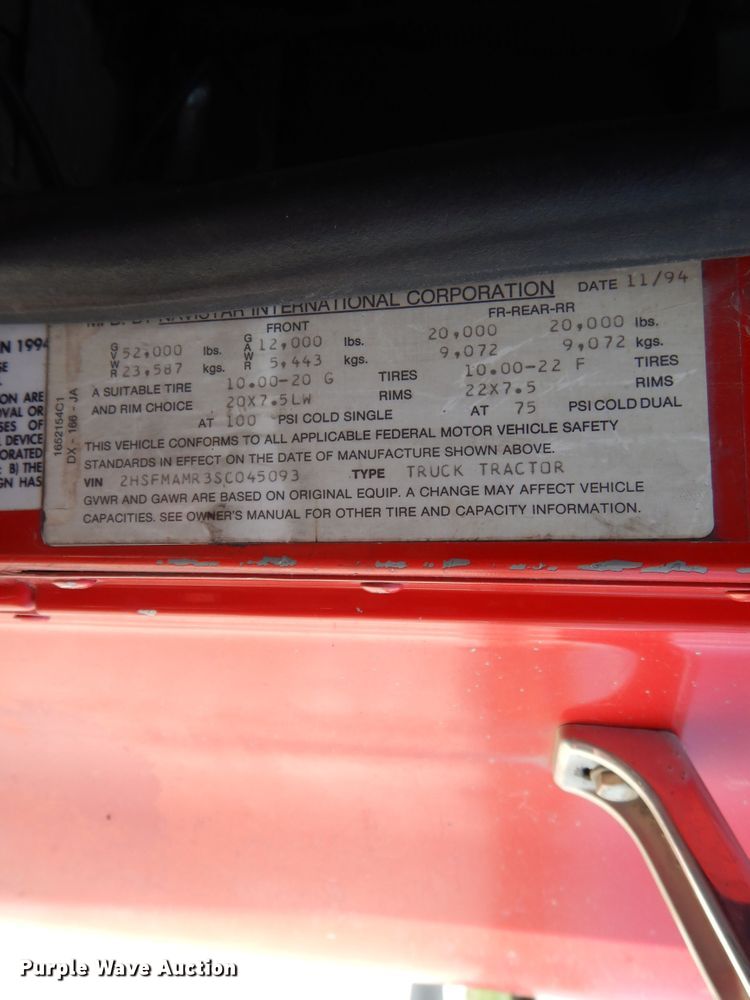 MFD. BY NAVISTAR INTERNATIONAL CORPORATION DATE 11/94
FRONT FR-REAR-RR
GVWR 52,000 lbs. GAWR 12,000 lbs. 20,000 20,000 lbs.
23,587 kgs. 5,443 kgs. 9,072 9,072 kgs.
A SUITABLE TIRE 10.00-20 G TIRES 10.00-22 F TIRES
AND RIM CHOICE 20X7.5LW RIMS 22X7.5 RIMS
AT 100 PSI COLD SINGLE AT 75 PSI COLD DUAL
THIS VEHICLE CONFORMS TO ALL APPLICABLE FEDERAL MOTOR VEHICLE SAFETY
STANDARDS IN EFFECT ON THE DATE OF MANUFACTURE SHOWN ABOVE.
VIN 2HSFMAMR3SC045093 TYPE TRUCK TRACTOR
GVWR AND GAWR ARE BASED ON ORIGINAL EQUIP. A CHANGE MAY AFFECT VEHICLE
CAPACITIES. SEE OWNER'S MANUAL FOR OTHER TIRE AND CAPACITY INFORMATION.
1652154C1
DX - 166 - JA
N 1994
ON ARE
OVAL OR
SES OF
DEVICE
ORATED
B) THE
GN HAS
Purple Wave Auction